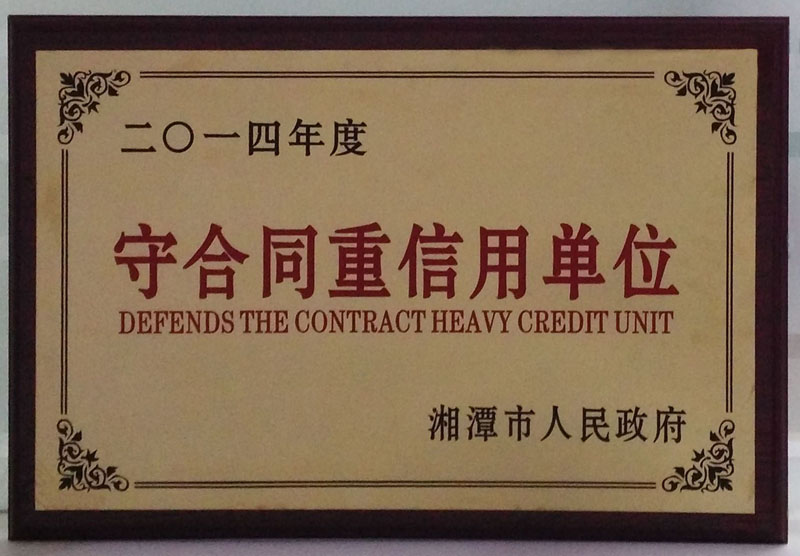 二〇一四年度
守合同重信用单位
DEFENDS THE CONTRACT HEAVY CREDIT UNIT
湘潭市人民政府